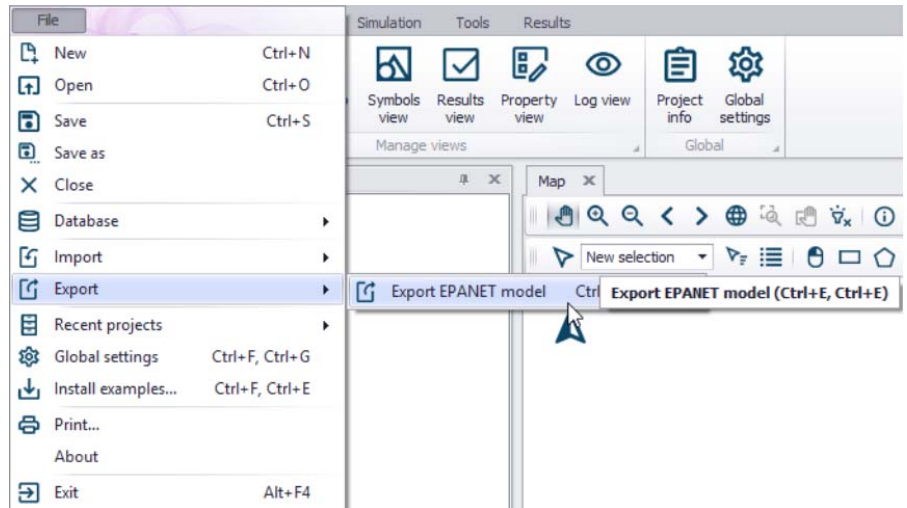 File
Simulation Tools Results
New Ctrl+N
Open Ctrl+O
Save Ctrl+S
Save as
Close
Database
Import
Export
Recent projects
Global settings Ctrl+F, Ctrl+G
Install examples... Ctrl+F, Ctrl+E
Print...
About
Exit Alt+F4
Symbols view
Results view
Property view
Log view
Project info
Global settings
Manage views
Global
Map
New selection
Export EPANET model Ctrl
Export EPANET model (Ctrl+E, Ctrl+E)